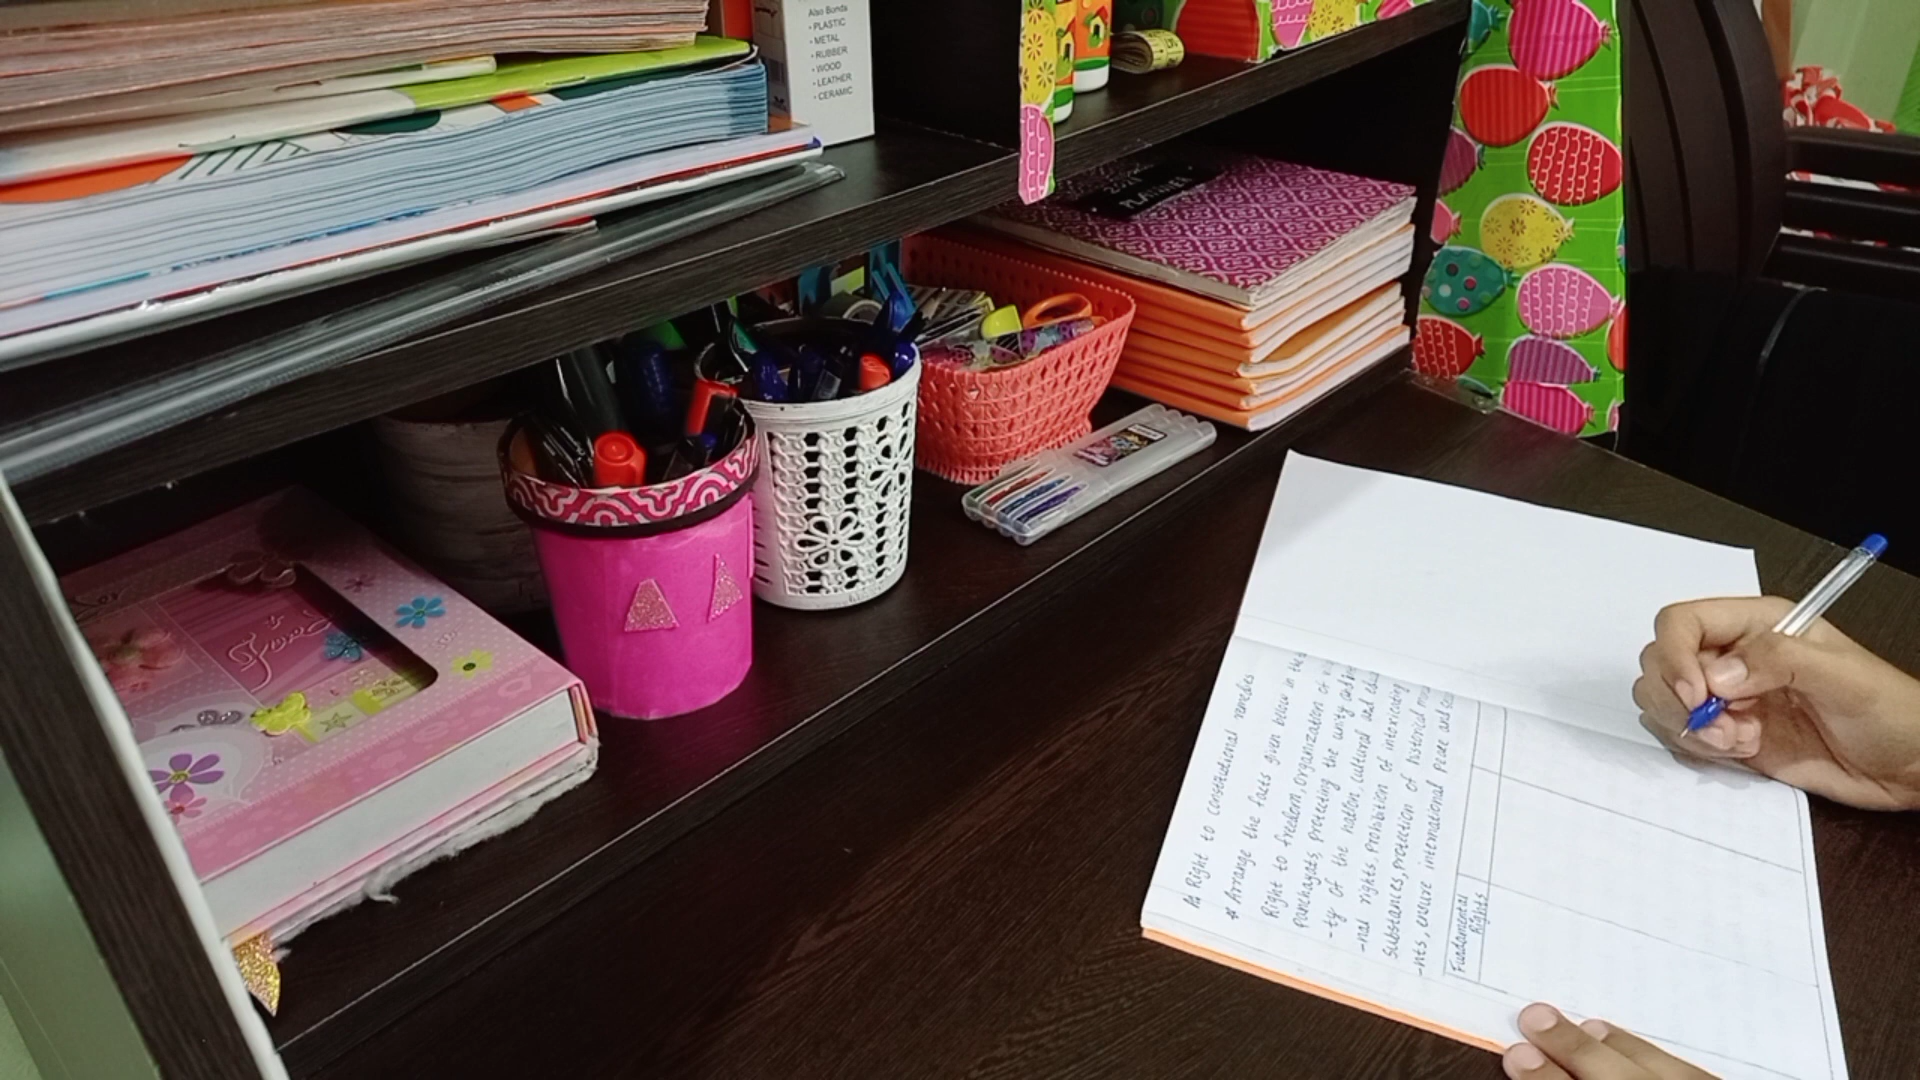 Also Bonds
• PLASTIC
• METAL
• RUBBER
• WOOD
• LEATHER
• CERAMIC
PLANNER
Ans Right to constitutional remedies
* Arrange the facts given below in the
Right to freedom, organization of
panchayats, protecting the unity and
-ty of the nation, cultural and educ
-nal rights, prohibition of intoxicating
substances, protection of historical
-nts, ensure international peace and
Fundamental
Rights